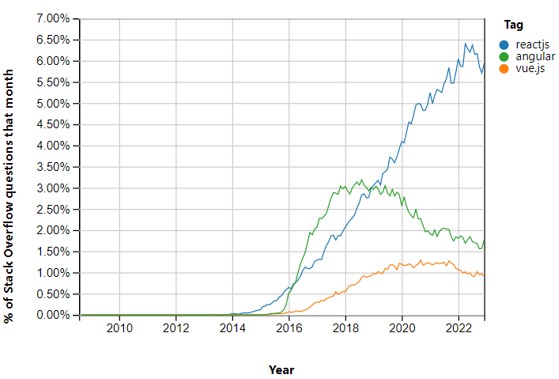 7.00%
6.50%
6.00%
5.50%
5.00%
4.50%
4.00%
3.50%
3.00%
2.50%
2.00%
1.50%
1.00%
0.50%
0.00%
% of Stack Overflow questions that month
2010 2012 2014 2016 2018 2020 2022
Year
Tag
reactjs
angular
vue.js